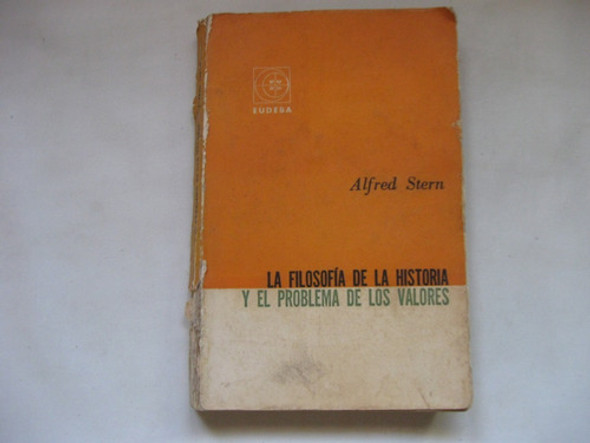 EUDEBA
Alfred Stern
LA FILOSOFÍA DE LA HISTORIA
Y EL PROBLEMA DE LOS VALORES